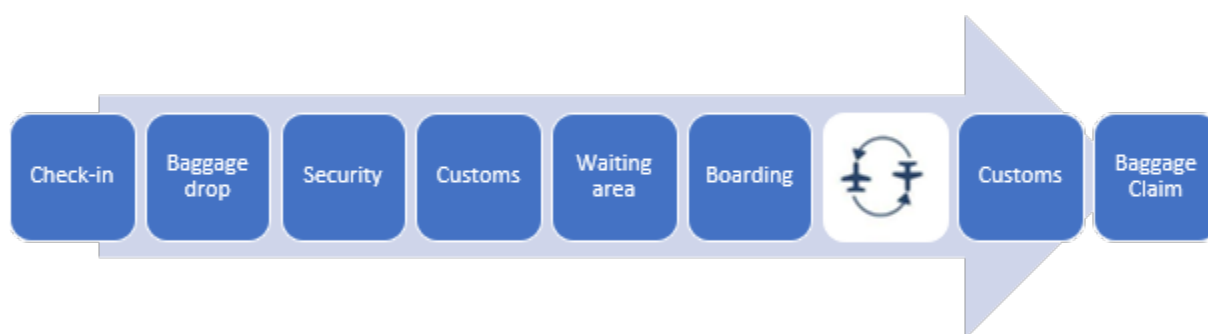 Check-in
Baggage
drop
Security
Customs
Waiting
area
Boarding
Customs
Baggage
Claim